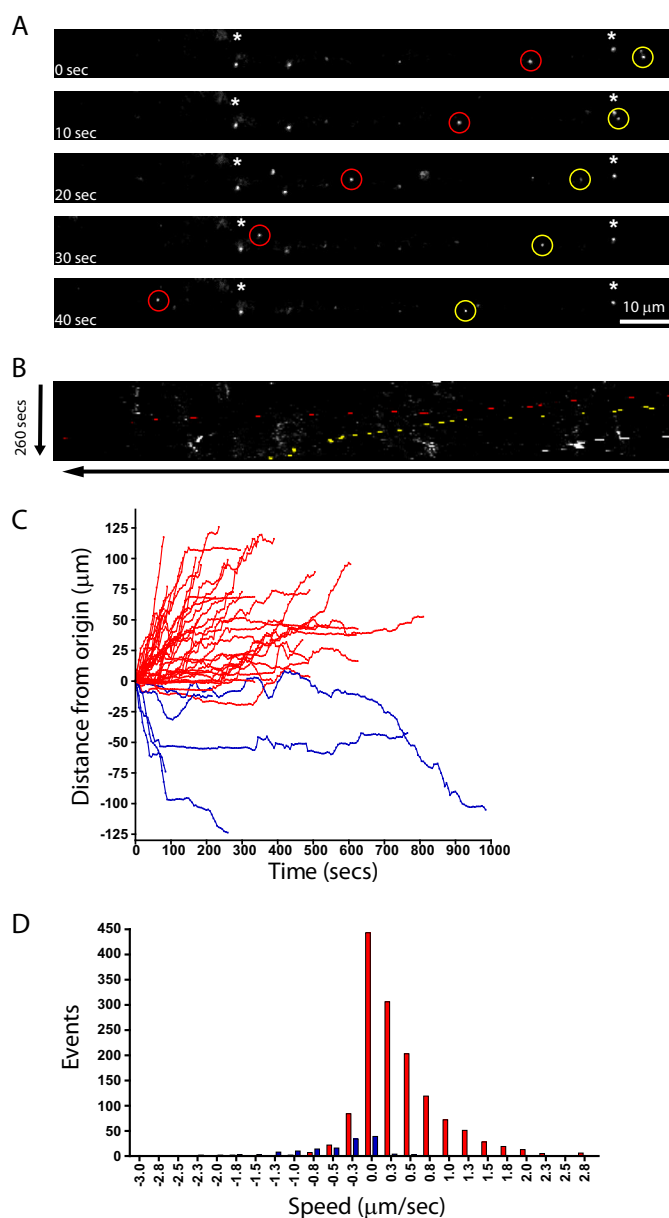 A
* *
0 sec
* *
10 sec
* *
20 sec
* *
30 sec
* *
40 sec
10 μm
B
260 secs
C
Distance from origin (μm)
125
100
75
50
25
0
-25
-50
-75
-100
-125
0 100 200 300 400 500 600 700 800 900 1000
Time (secs)
D
Events
450
400
350
300
250
200
150
100
50
0
-3.0 -2.8 -2.5 -2.3 -2.0 -1.8 -1.5 -1.3 -1.0 -0.8 -0.5 -0.3 0.0 0.3 0.5 0.8 1.0 1.3 1.5 1.8 2.0 2.3 2.5 2.8
Speed (μm/sec)